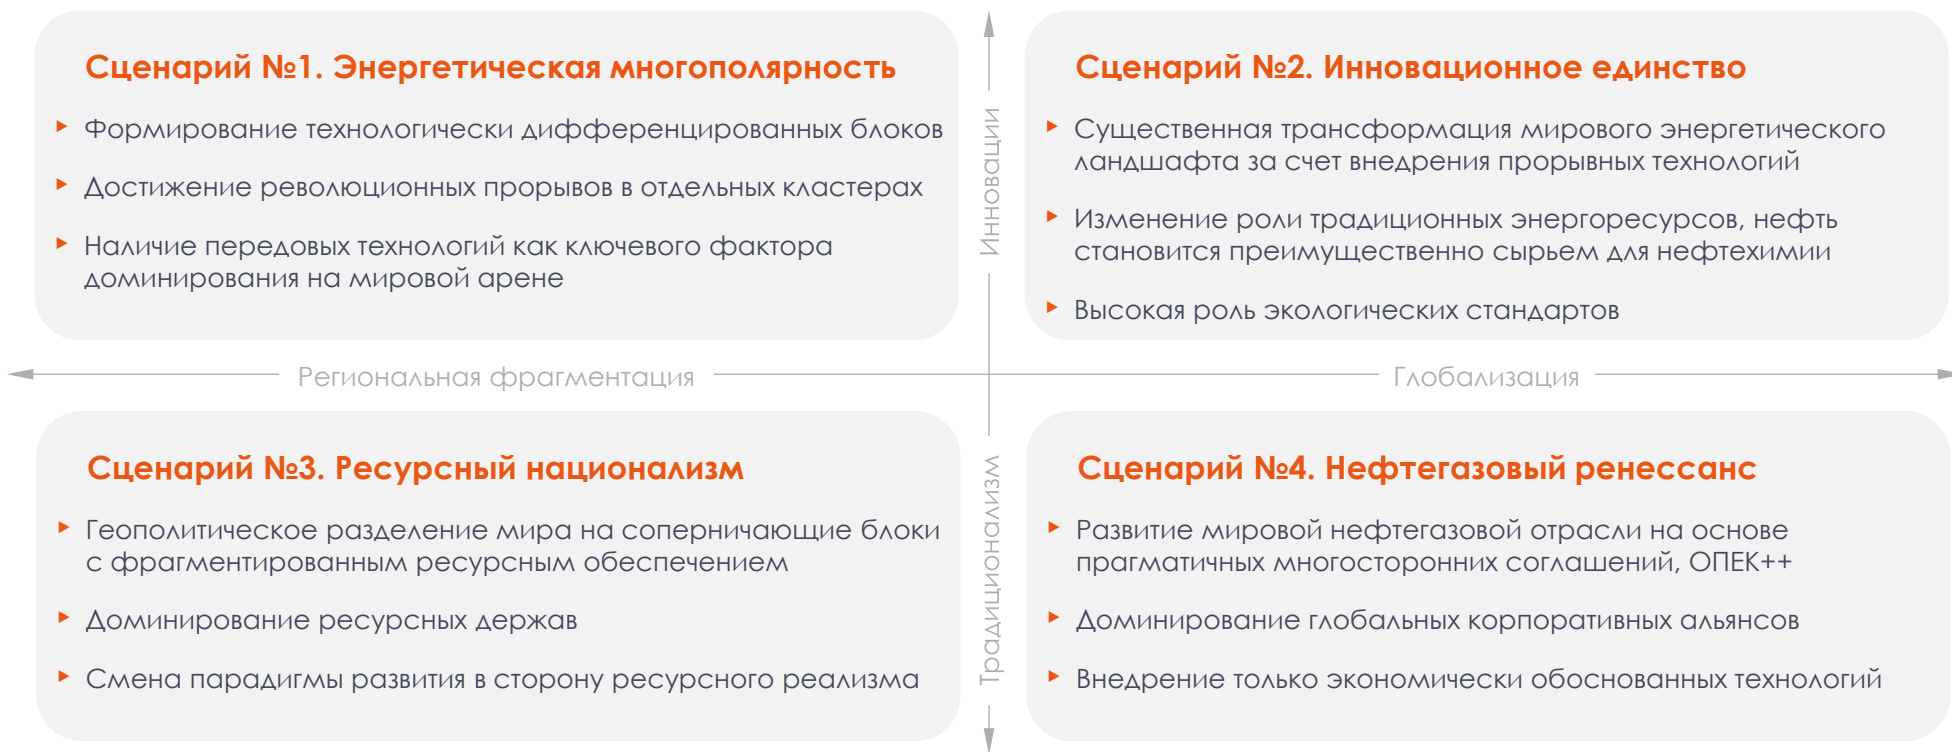 Сценарий №1. Энергетическая многополярность
Формирование технологически дифференцированных блоков
Достижение революционных прорывов в отдельных кластерах
Наличие передовых технологий как ключевого фактора
доминирования на мировой арене
Инновации
Сценарий №2. Инновационное единство
Существенная трансформация мирового энергетического
ландшафта за счет внедрения прорывных технологий
Изменение роли традиционных энергоресурсов, нефть
становится преимущественно сырьем для нефтехимии
Высокая роль экологических стандартов
Региональная фрагментация
Глобализация
Сценарий №3. Ресурсный национализм
Геополитическое разделение мира на соперничающие блоки
с фрагментированным ресурсным обеспечением
Доминирование ресурсных держав
Смена парадигмы развития в сторону ресурсного реализма
Традиционализм
Сценарий №4. Нефтегазовый ренессанс
Развитие мировой нефтегазовой отрасли на основе
прагматичных многосторонних соглашений, ОПЕК++
Доминирование глобальных корпоративных альянсов
Внедрение только экономически обоснованных технологий